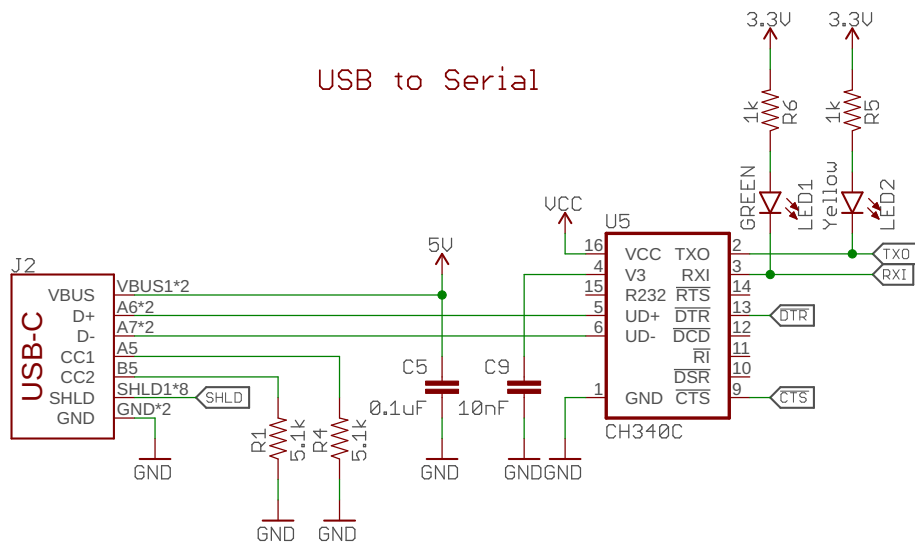 USB to Serial
3.3V 3.3V
1k R6 1k R5
GREEN LED1 Yellow LED2
VCC
U5
5V
J2
USB-C
VBUS VBUS1*2
D+ A6*2
D- A7*2
CC1 A5
CC2 B5
SHLD SHLD1*8 SHLD
GND GND*2
GND
R1 5.1k R4 5.1k
GND GND
C5 0.1uF
GND
C9 10nF
GND
GND
16 VCC TXO 2 TXO
4 V3 RXI 3 RXI
15 R232 RTS 14
5 UD+ DTR 13 DTR
6 UD- DCD 12
RI 11
DSR 10
1 GND CTS 9 CTS
CH340C